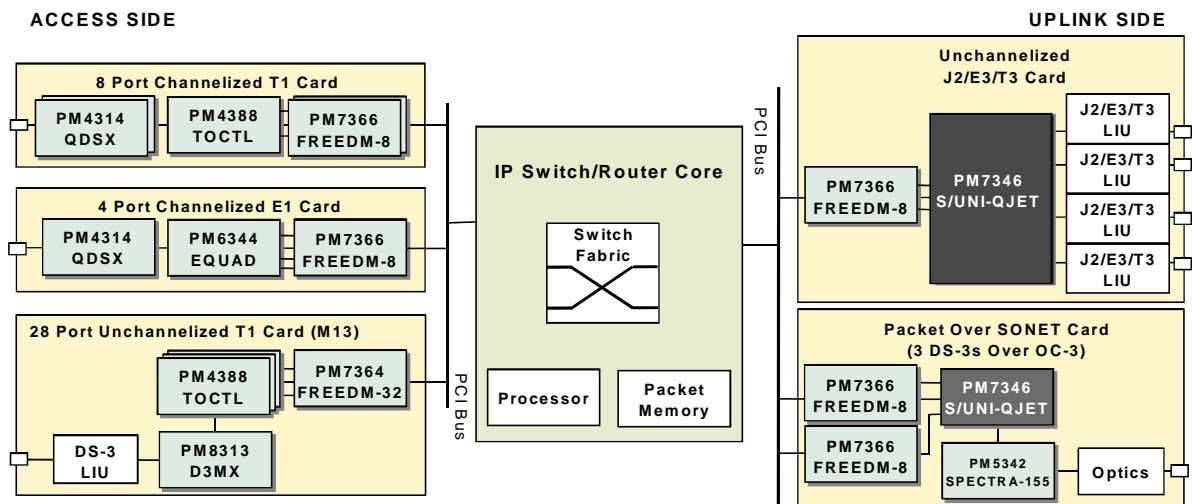 ACCESS SIDE
UPLINK SIDE
8 Port Channelized T1 Card
PM4314
QDSX
PM4388
TOCTL
PM7366
FREEDM-8
4 Port Channelized E1 Card
PM4314
QDSX
PM6344
EQUAD
PM7366
FREEDM-8
28 Port Unchannelized T1 Card (M13)
PM4388
TOCTL
PM7364
FREEDM-32
DS-3
LIU
PM8313
D3MX
PCI Bus
IP Switch/Router Core
Switch
Fabric
Processor
Packet
Memory
PCI Bus
Unchannelized
J2/E3/T3 Card
PM7366
FREEDM-8
PM7346
S/UNI-QJET
J2/E3/T3
LIU
J2/E3/T3
LIU
J2/E3/T3
LIU
J2/E3/T3
LIU
Packet Over SONET Card
(3 DS-3s Over OC-3)
PM7366
FREEDM-8
PM7366
FREEDM-8
PM7346
S/UNI-QJET
PM5342
SPECTRA-155
Optics